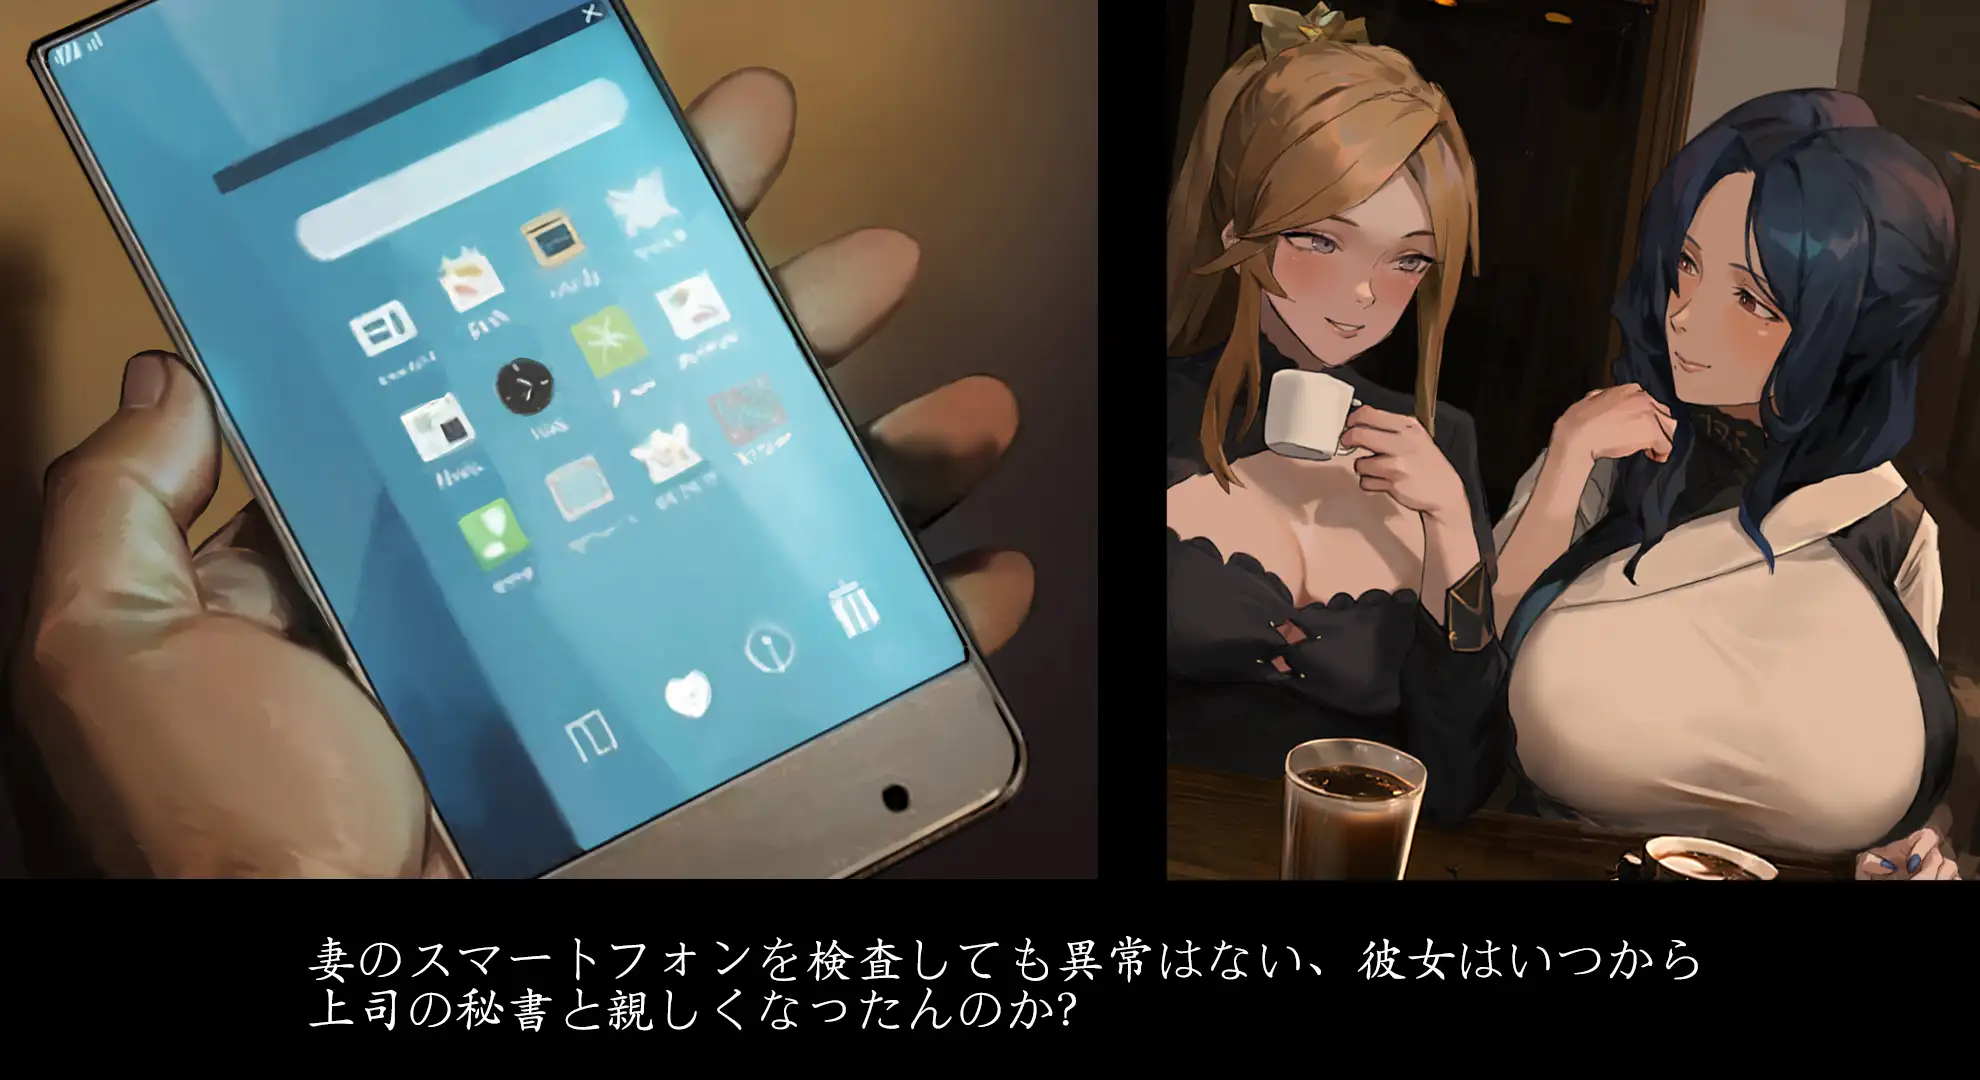 妻のスマートフォンを検査しても異常はない、彼女はいつから
上司の秘書と親しくなったんのか?